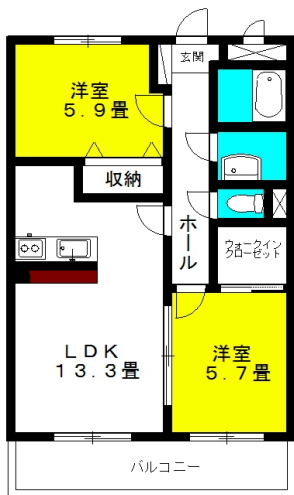 玄関
洋室
5.9畳
収納
ホール
ウォークイン
クローゼット
LDK
13.3畳
洋室
5.7畳
バルコニー